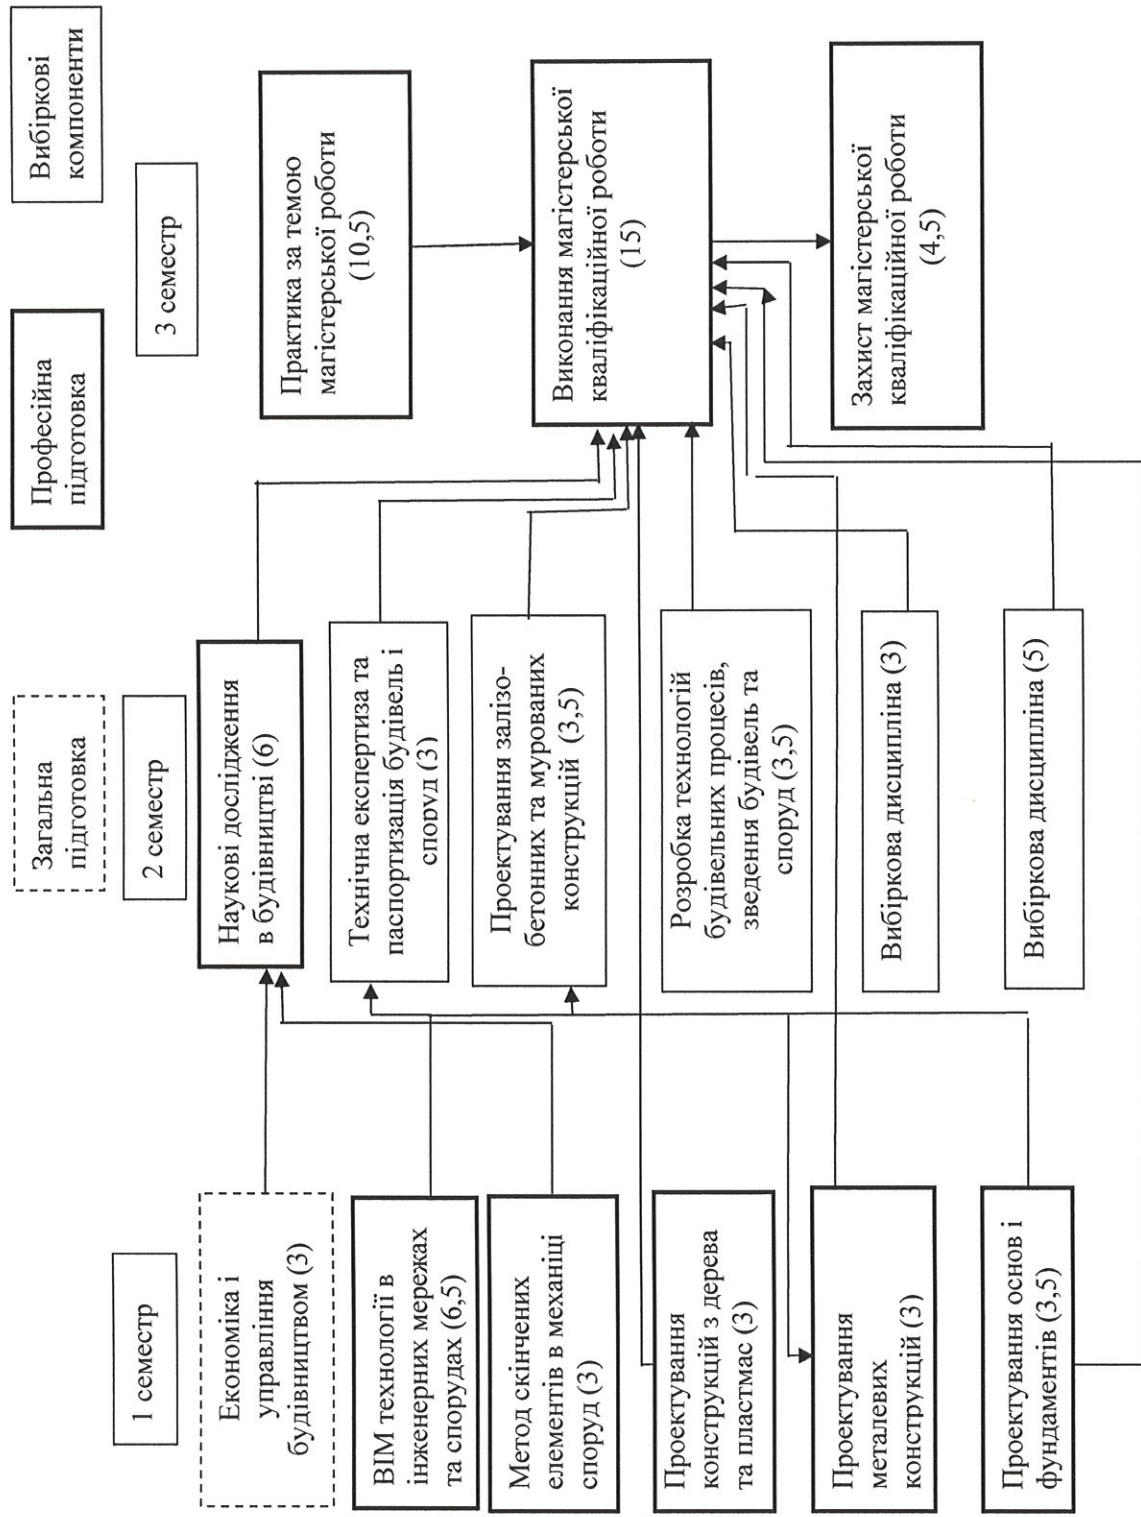 Загальна
підготовка
Професійна
підготовка
Вибіркові
компоненти
1 семестр
2 семестр
3 семестр
Економіка і
управління
будівництвом (3)
ВІМ технології в
інженерних мережах
та спорудах (6,5)
Метод скінчених
елементів в механіці
споруд (3)
Проектування
конструкцій з дерева
та пластмас (3)
Проектування
металевих
конструкцій (3)
Проектування основ і
фундаментів (3,5)
Наукові дослідження
в будівництві (6)
Технічна експертиза та
паспортизація будівель і
споруд (3)
Проектування залізо-
бетонних та мурованих
конструкцій (3,5)
Розробка технологій
будівельних процесів,
зведення будівель та
споруд (3,5)
Вибіркова дисципліна (3)
Вибіркова дисципліна (5)
Практика за темою
магістерської роботи
(10,5)
Виконання магістерської
кваліфікаційної роботи
(15)
Захист магістерської
кваліфікаційної роботи
(4,5)